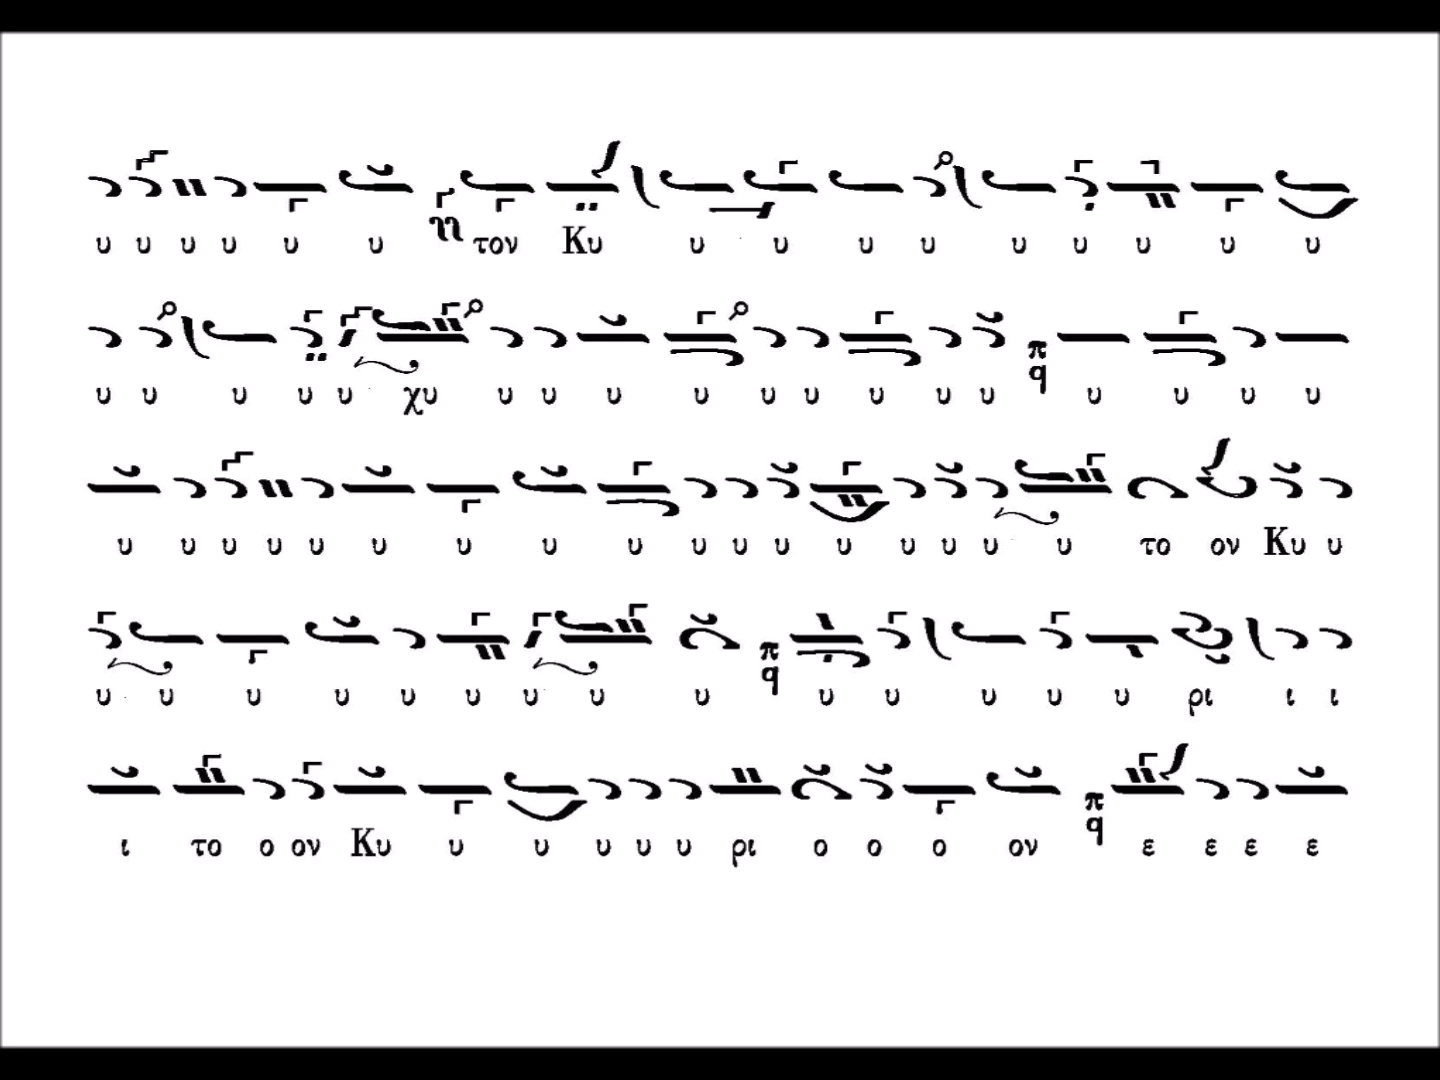 υ υ υ υ υ υ τον Κυ υ υ υ υ υ υ υ υ υ
υ υ υ υ υ χυ υ υ υ υ υ υ υ υ υ π q υ υ υ υ
υ υ υ υ υ υ υ υ υ υ υ υ υ υ υ υ υ το ον Κυ υ
υ υ υ υ υ υ υ υ υ π q υ υ υ υ υ ρι ι ι
ι το ο ον Κυ υ υ υ υ υ ρι ο ο ο ον π q ε ε ε ε